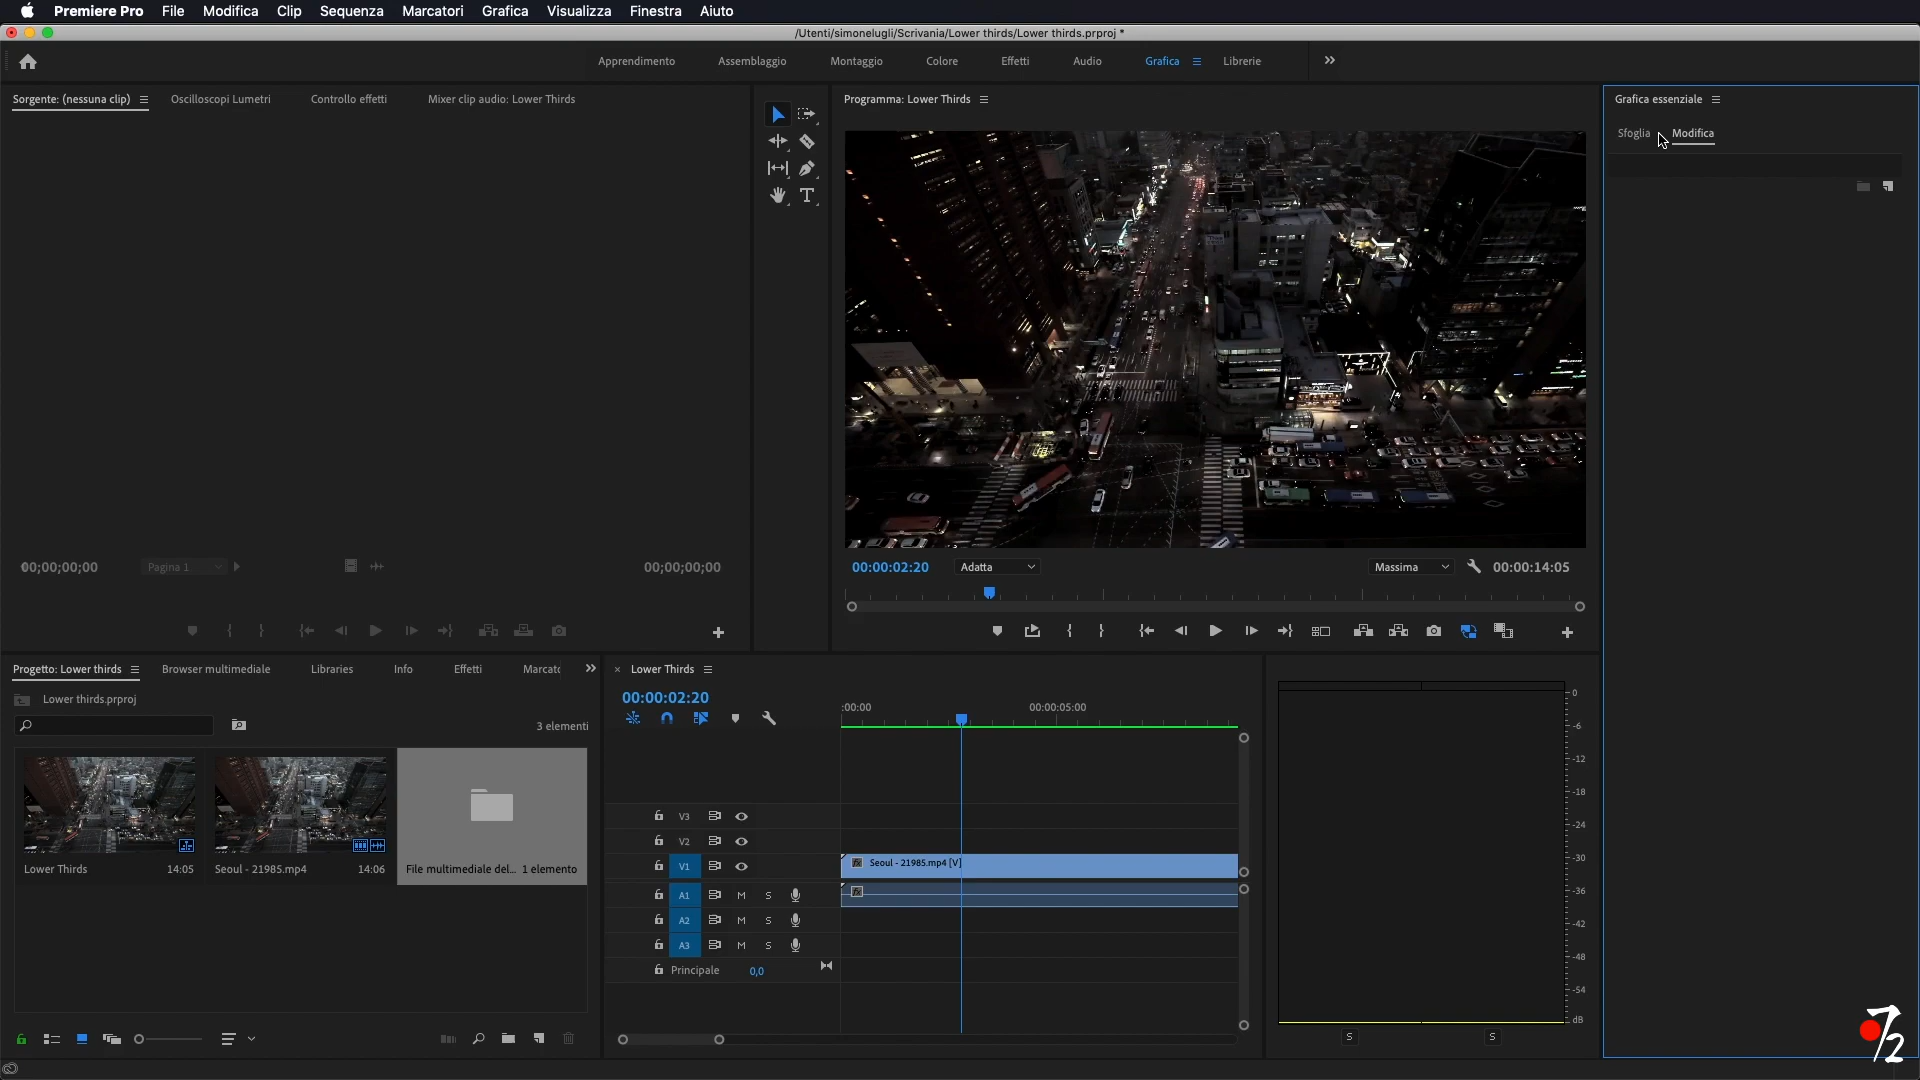 Premiere Pro File Modifica Clip Sequenza Marcatori Grafica Visualizza Finestra Aiuto
/Utenti/simonelugli/Scrivania/Lower thirds/Lower thirds.prproj *
Apprendimento Assemblaggio Montaggio Colore Effetti Audio Grafica Librerie
Sorgente: (nessuna clip) Oscilloscopi Lumetri Controllo effetti Mixer clip audio: Lower Thirds
Programma: Lower Thirds
Grafica essenziale
Sfoglia Modifica
00;00;00;00 Pagina 1 00;00;00;00
00:00:02:20 Adatta Massima 00:00:14:05
Progetto: Lower thirds Browser multimediale Libraries Info Effetti Marcato
Lower thirds.prproj
3 elementi
Lower Thirds 14:05
Seoul - 21985.mp4 14:06
File multimediale del... 1 elemento
Lower Thirds
00:00:02:20
:00:00 00:00:05:00
V3
V2
V1 fx Seoul - 21985.mp4 [V]
A1 M S fx
A2 M S
A3 M S
Principale 0,0
0
-6
-12
-18
-24
-30
-36
-42
-48
-54
dB
S S
72